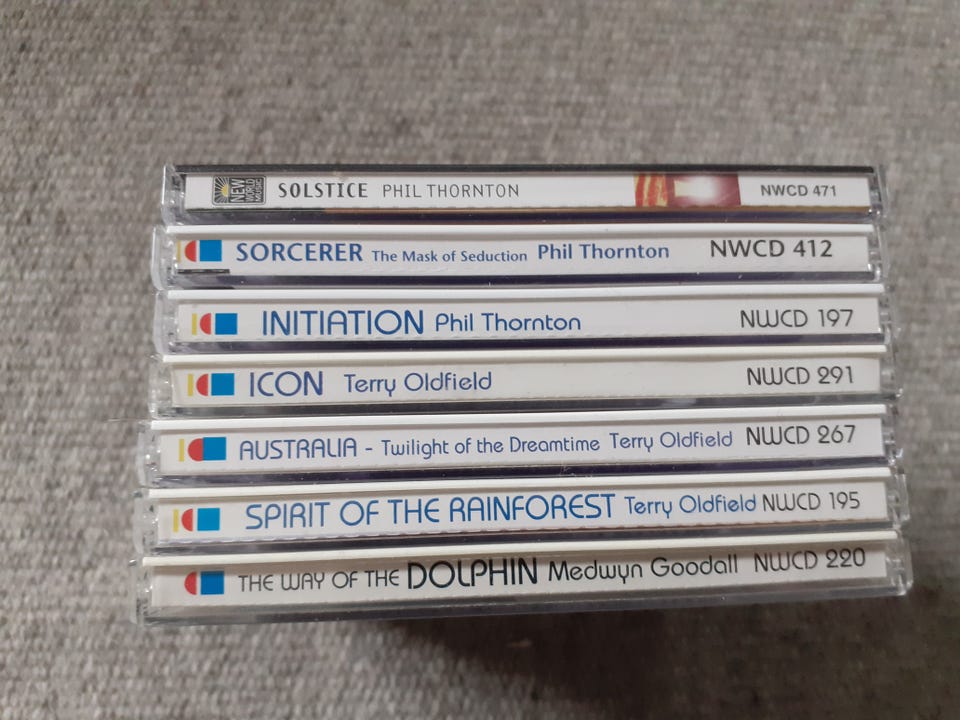 NEW WORLD MUSIC SOLSTICE PHIL THORNTON NWCD 471
SORCERER The Mask of Seduction Phil Thornton NWCD 412
INITIATION Phil Thornton NWCD 197
ICON Terry Oldfield NWCD 291
AUSTRALIA - Twilight of the Dreamtime Terry Oldfield NWCD 267
SPIRIT OF THE RAINFOREST Terry Oldfield NWCD 195
THE WAY OF THE DOLPHIN Medwyn Goodall NWCD 220